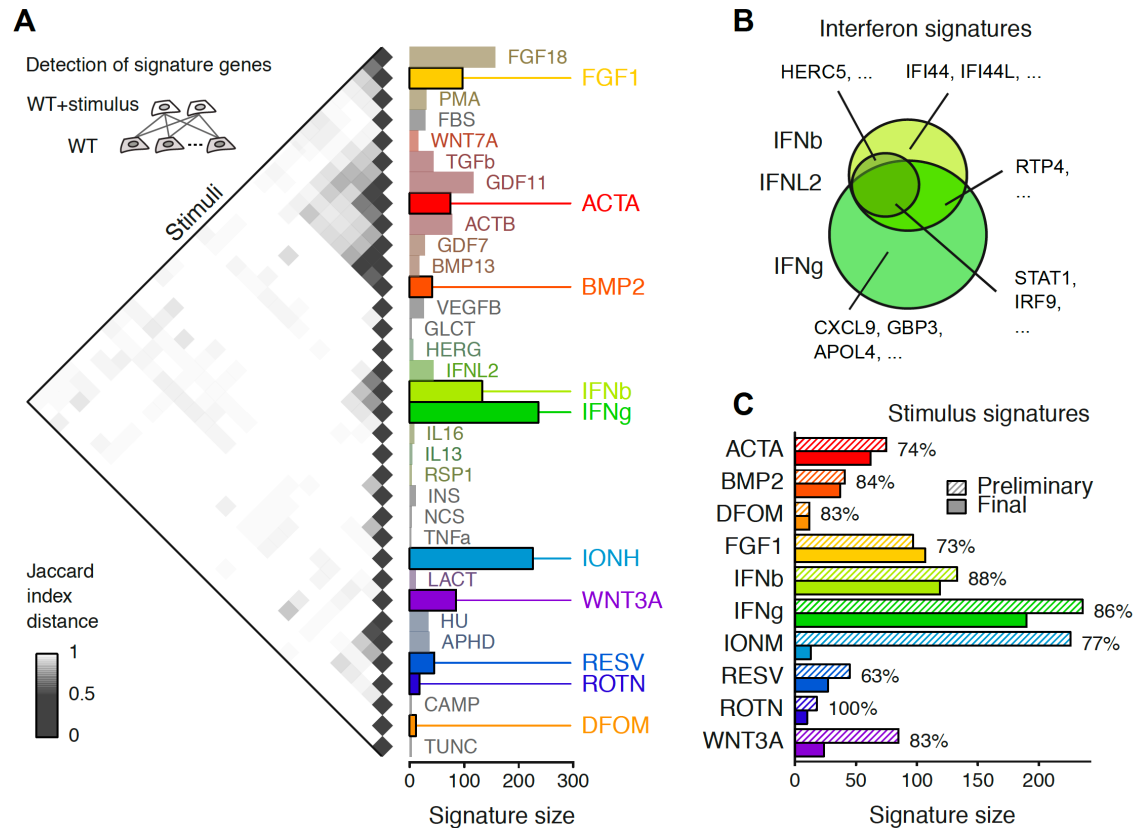 A
Detection of signature genes
WT+stimulus
WT
...
Stimuli
Jaccard
index
distance
1
0.5
0
FGF18
FGF1
PMA
FBS
WNT7A
TGFb
GDF11
ACTA
ACTB
GDF7
BMP13
BMP2
VEGFB
GLCT
HERG
IFNL2
IFNb
IFNg
IL16
IL13
RSP1
INS
NCS
TNFa
IONH
LACT
WNT3A
HU
APHD
RESV
ROTN
CAMP
DFOM
TUNC
0 100 200 300
Signature size
B
Interferon signatures
HERC5, ... IFI44, IFI44L, ...
IFNb
IFNL2
IFNg
RTP4,
...
STAT1,
IRF9,
...
CXCL9, GBP3,
APOL4, ...
C
Stimulus signatures
ACTA 74%
BMP2 84%
DFOM 83%
FGF1 73%
IFNb 88%
IFNg 86%
IONM 77%
RESV 63%
ROTN 100%
WNT3A 83%
Preliminary
Final
0 50 100 150 200
Signature size